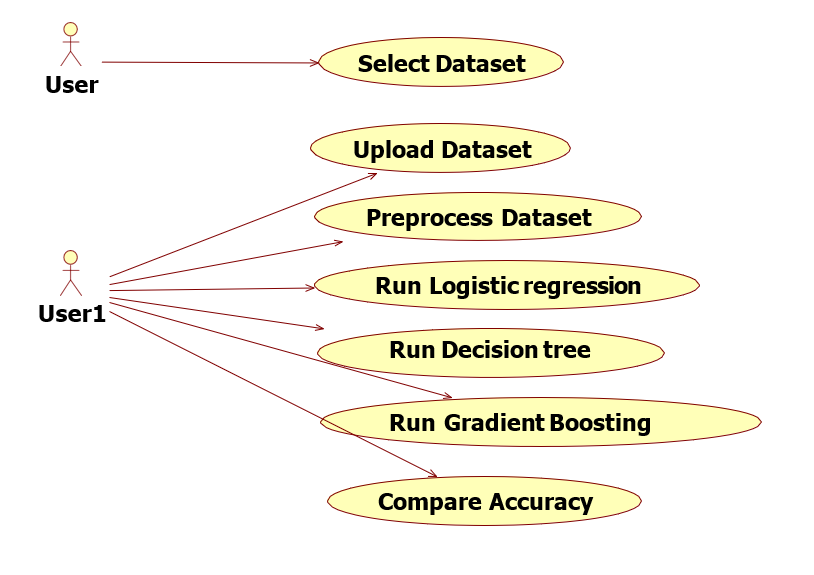 User
Select Dataset
Upload Dataset
Preprocess Dataset
User1
Run Logistic regression
Run Decision tree
Run Gradient Boosting
Compare Accuracy